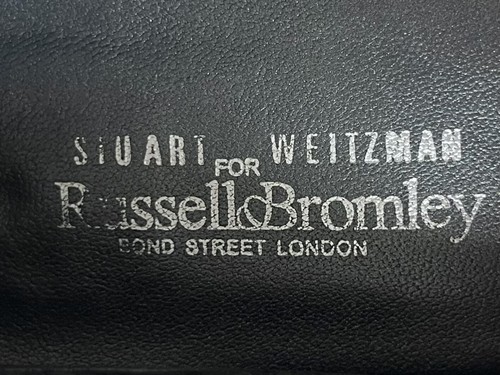 STUART WEITZMAN
FOR
Russell&Bromley
BOND STREET LONDON